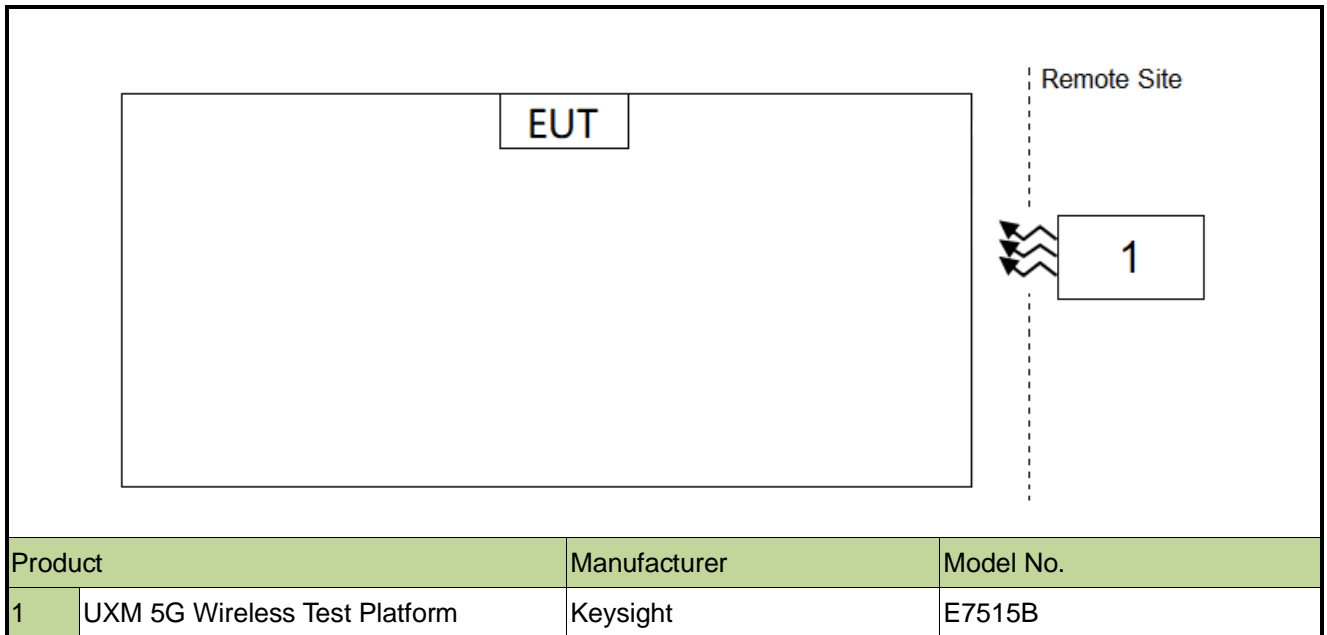 Remote Site
EUT
1
Product Manufacturer Model No.
1 UXM 5G Wireless Test Platform Keysight E7515B